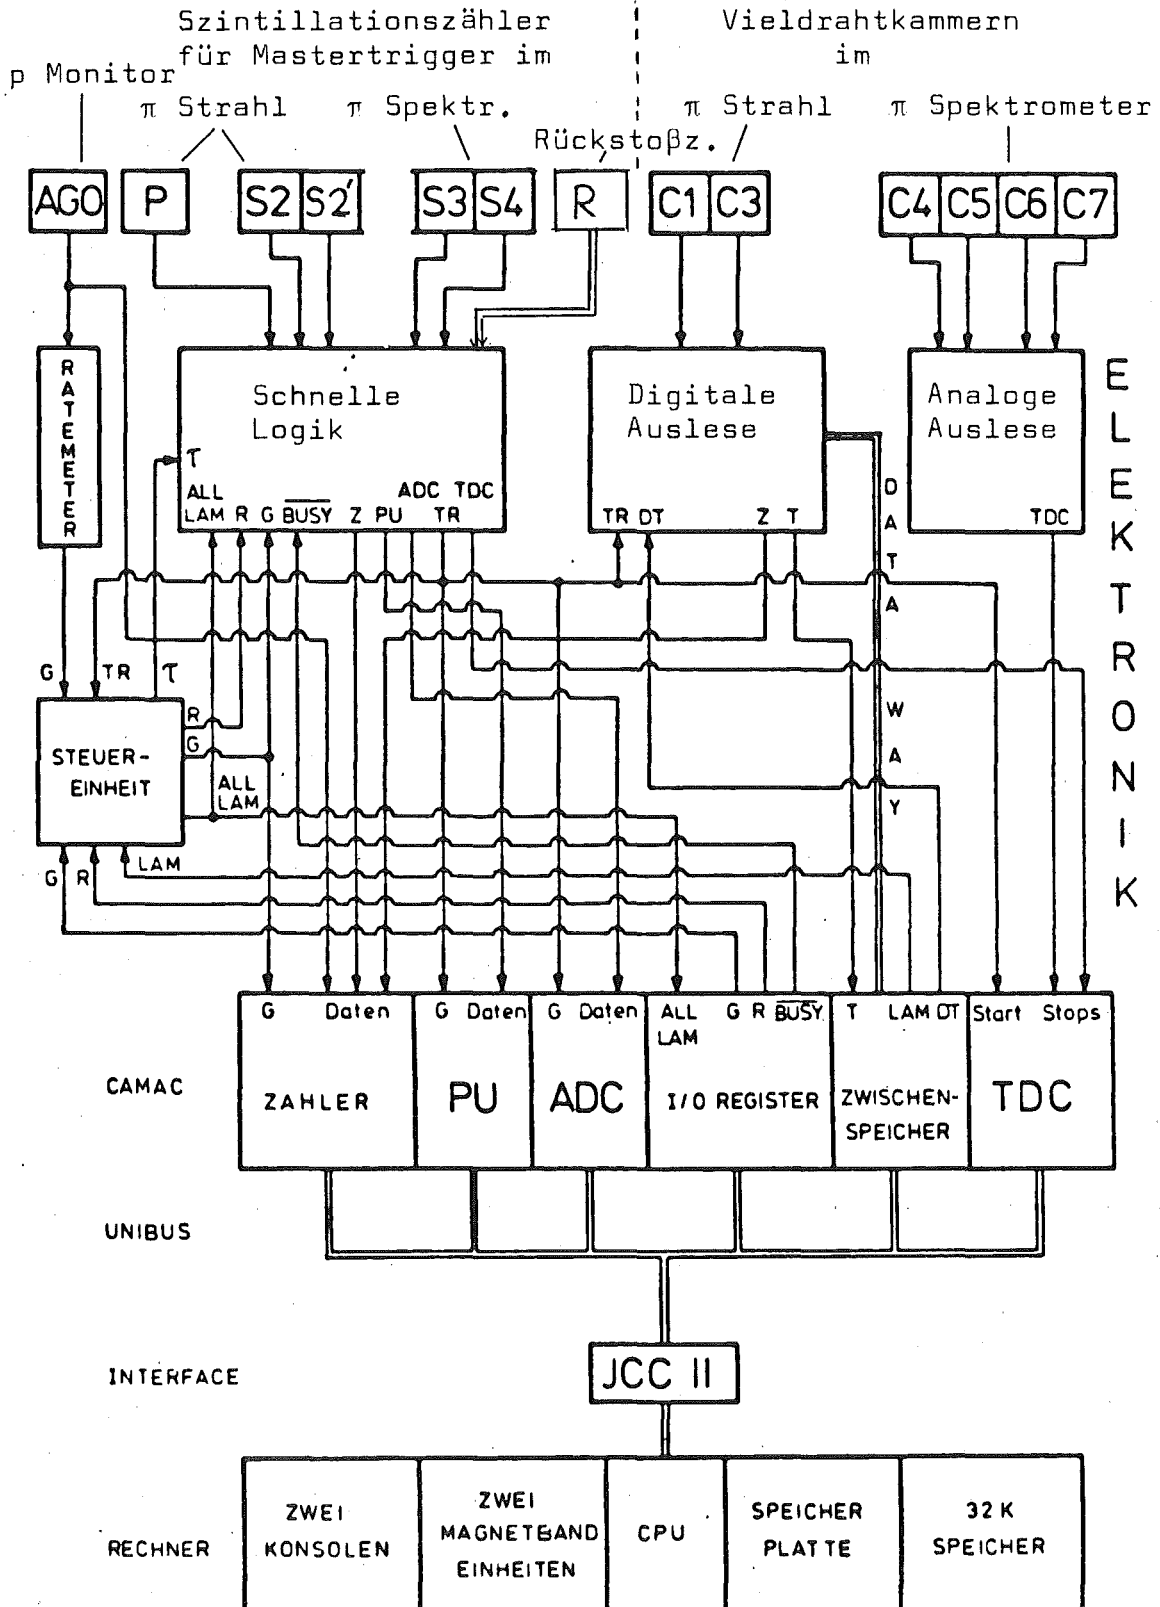 Szintillationszähler
für Mastertrigger im
Vieldrahtkammern
im
p Monitor
π Strahl
π Spektr.
Rückstoßz.
π Strahl
π Spektrometer
AGO
P
S2
S2'
S3
S4
R
C1
C3
C4
C5
C6
C7
RATEMETER
Schnelle
Logik
τ
ALL
LAM
R
G
BUSY
Z
PU
ADC
TR
TDC
Digitale
Auslese
TR
DT
Z
T
Analoge
Auslese
TDC
DATA WAY
ELEKTRONIK
G
TR
τ
STEUER-
EINHEIT
R
G
ALL
LAM
G
R
LAM
CAMAC
G
Daten
ZAHLER
G
Daten
PU
G
Daten
ADC
ALL
LAM
G
R
BUSY
I/O REGISTER
T
LAM
DT
ZWISCHEN-
SPEICHER
Start
Stops
TDC
UNIBUS
INTERFACE
JCC II
RECHNER
ZWEI
KONSOLEN
ZWEI
MAGNETBAND
EINHEITEN
CPU
SPEICHER
PLATTE
32 K
SPEICHER